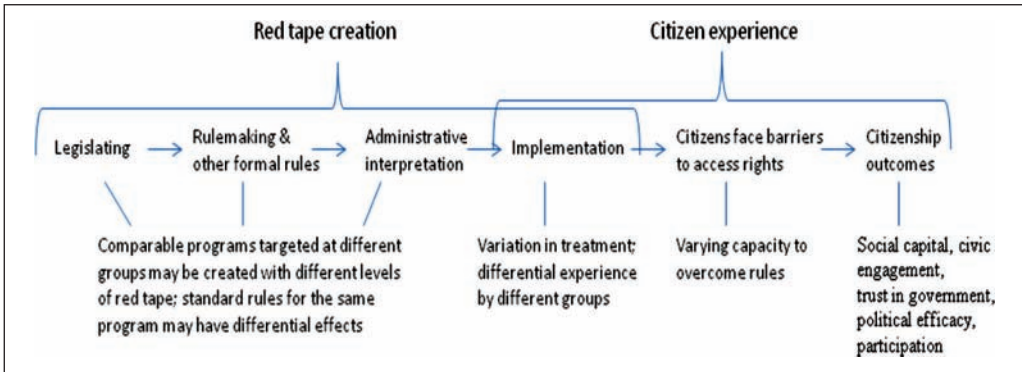 Red tape creation
Citizen experience
Legislating
Rulemaking &
other formal rules
Administrative
interpretation
Implementation
Citizens face barriers
to access rights
Citizenship
outcomes
Comparable programs targeted at different
groups may be created with different levels
of red tape; standard rules for the same
program may have differential effects
Variation in treatment;
differential experience
by different groups
Varying capacity to
overcome rules
Social capital, civic
engagement,
trust in government,
political efficacy,
participation